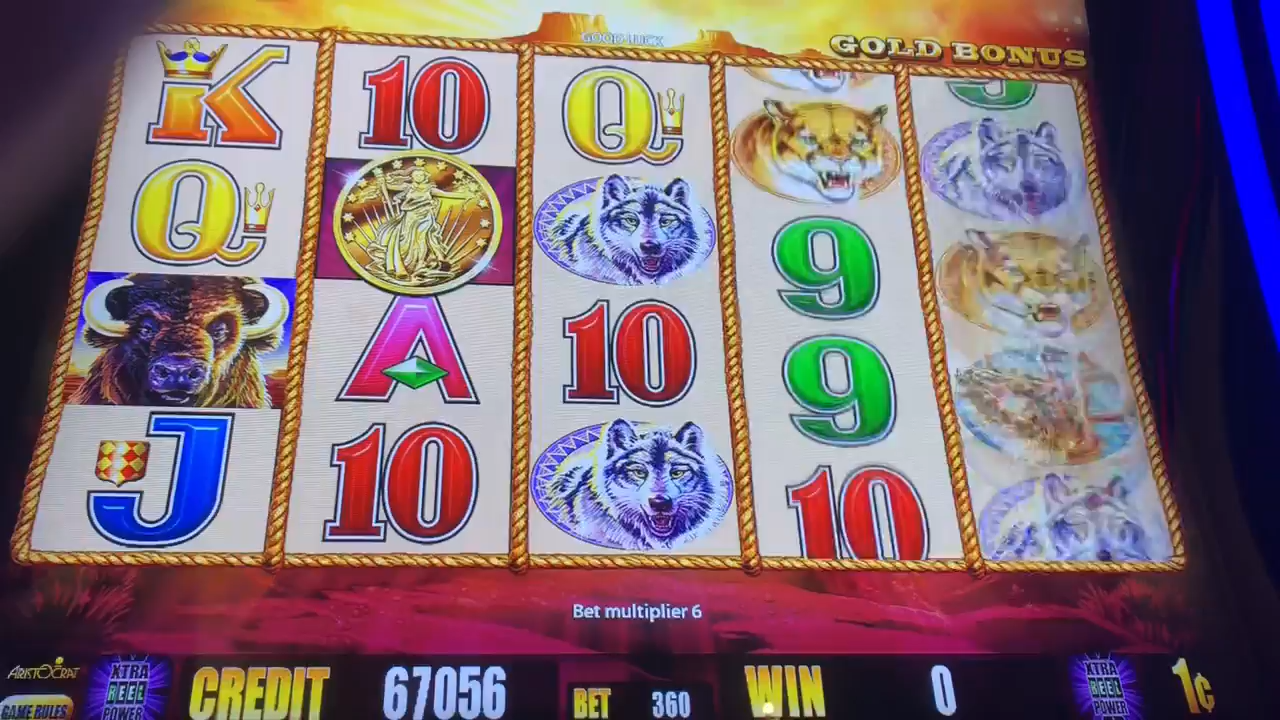 GOOD LUCK
GOLD BONUS
K 10 Q 9
Q
A 10 9
9
J 10 10
Bet multiplier 6
ARISTOCRAT
GAME RULES
XTRA REEL POWER
CREDIT 67056
BET 360
WIN 0
XTRA REEL POWER
1¢